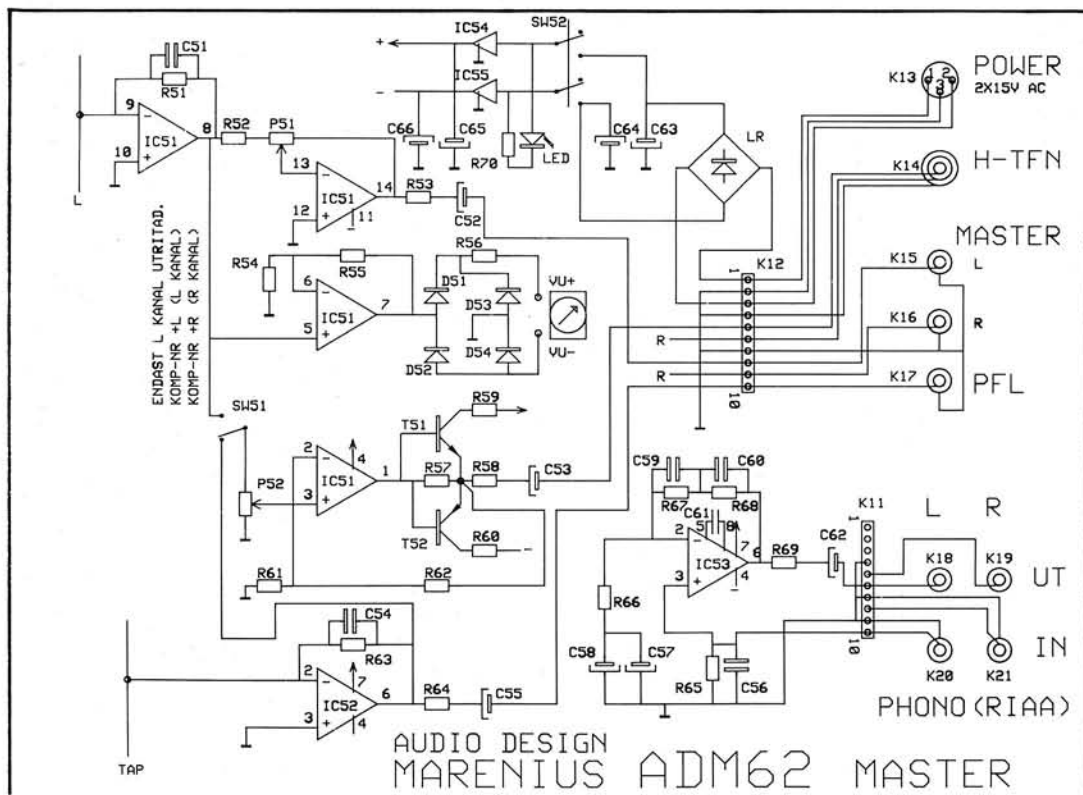 C51
R51
9
10
IC51
8
R52
P51
L
13
12
IC51
14
11
R53
C52
IC54
+
IC55
-
SW52
C66
C65
R70
LED
C64
C63
LR
K13
1 2
3
POWER
2X15V AC
K14
H-TFN
MASTER
K15
L
K16
R
K17
PFL
K12
1
10
R
R
ENDAST L KANAL UTRITAD.
KOMP-NR +L (L KANAL)
KOMP-NR +R (R KANAL)
R54
R55
6
5
IC51
7
R56
D51
D53
D52
D54
VU+
VU-
SW51
P52
2
3
4
IC51
1
T51
R59
R57
R58
C53
T52
R60
-
R61
R62
C54
R63
2
3
7
6
4
IC52
R64
C55
TAP
C59
C60
R67
R68
C61
5
8
2
3
7
6
4
IC53
R69
C62
R66
C58
C57
R65
C56
K11
1
10
L R
K18
K19
UT
K20
K21
IN
PHONO (RIAA)
AUDIO DESIGN
MARENIUS ADM62 MASTER